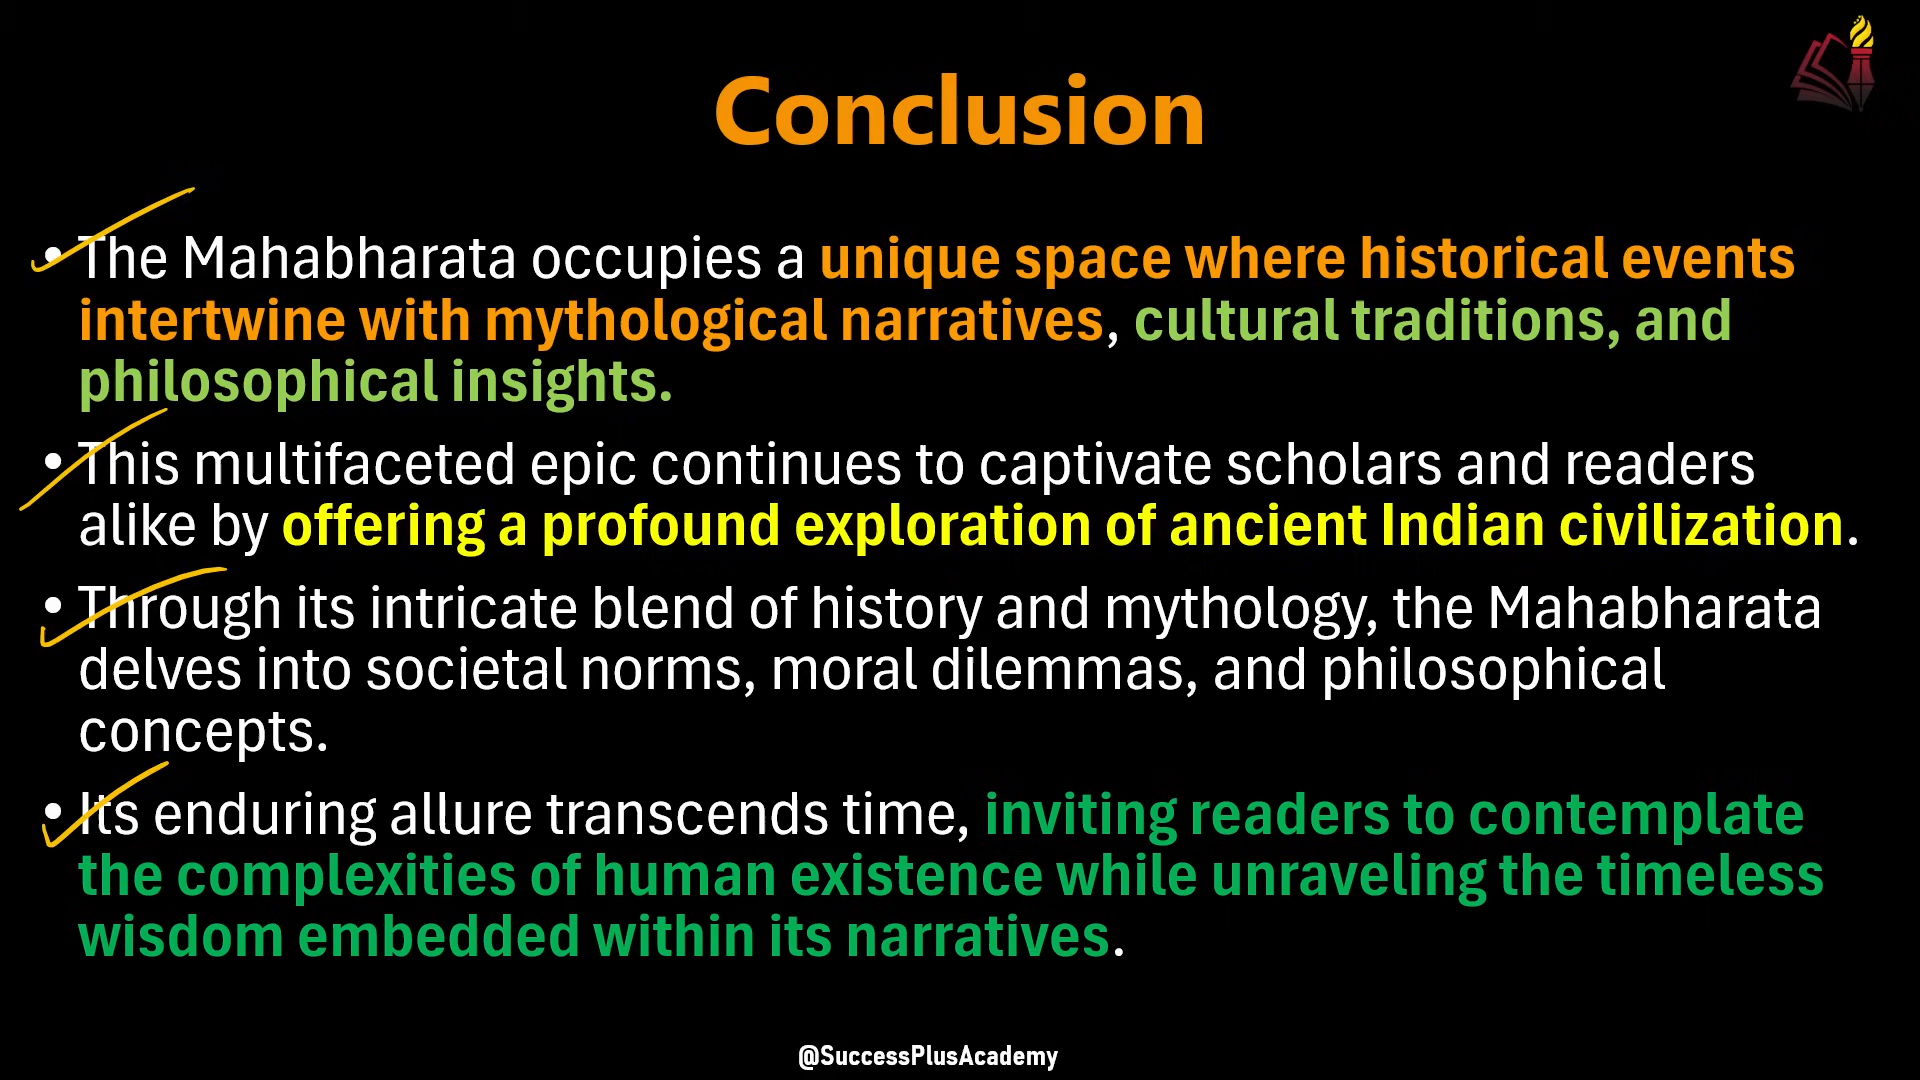 Conclusion
• The Mahabharata occupies a unique space where historical events
intertwine with mythological narratives, cultural traditions, and
philosophical insights.
• This multifaceted epic continues to captivate scholars and readers
alike by offering a profound exploration of ancient Indian civilization.
• Through its intricate blend of history and mythology, the Mahabharata
delves into societal norms, moral dilemmas, and philosophical
concepts.
• Its enduring allure transcends time, inviting readers to contemplate
the complexities of human existence while unraveling the timeless
wisdom embedded within its narratives.
@SuccessPlusAcademy